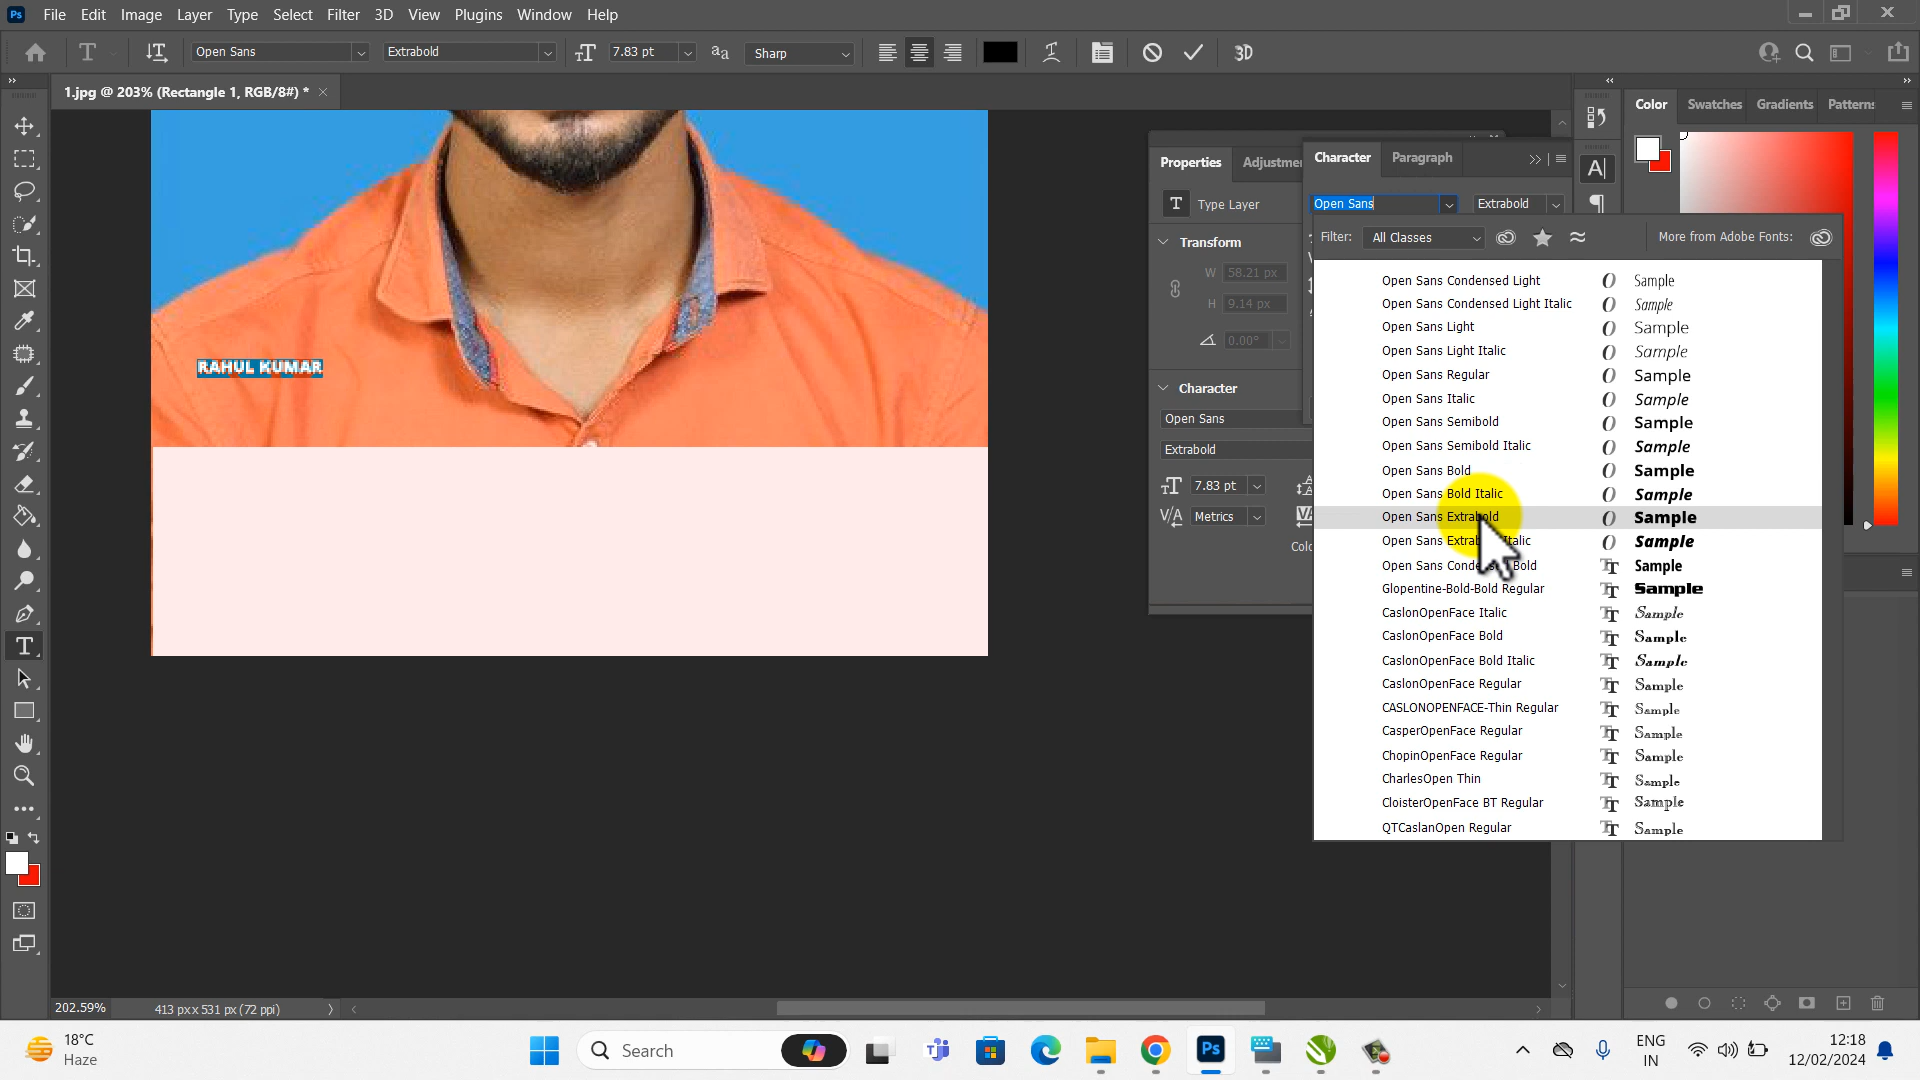 Ps File Edit Image Layer Type Select Filter 3D View Plugins Window Help
Open Sans Extrabold 7.83 pt aa Sharp 3D
1.jpg @ 203% (Rectangle 1, RGB/8#) *
Color Swatches Gradients Patterns
Properties
Character Paragraph
T Type Layer
Open Sans Extrabold
Transform
Filter: All Classes More from Adobe Fonts:
W 58.21 px
H 9.14 px
0.00°
Character
Open Sans
Extrabold
7.83 pt
Metrics
RAHUL KUMAR
Open Sans Condensed Light Sample
Open Sans Condensed Light Italic Sample
Open Sans Light Sample
Open Sans Light Italic Sample
Open Sans Regular Sample
Open Sans Italic Sample
Open Sans Semibold Sample
Open Sans Semibold Italic Sample
Open Sans Bold Sample
Open Sans Bold Italic Sample
Open Sans Extrabold Sample
Open Sans Italic Sample
Open Sans Bold Sample
Glopentine-Bold-Bold Regular Sample
CaslonOpenFace Italic Sample
CaslonOpenFace Bold Sample
CaslonOpenFace Bold Italic Sample
CaslonOpenFace Regular Sample
CASLONOPENFACE-Thin Regular Sample
CasperOpenFace Regular Sample
ChopinOpenFace Regular Sample
CharlesOpen Thin Sample
CloisterOpenFace BT Regular Sample
QTCaslanOpen Regular Sample
202.59% 413 px x 531 px (72 ppi)
18°C
Haze
Search
ENG
IN
12:18
12/02/2024